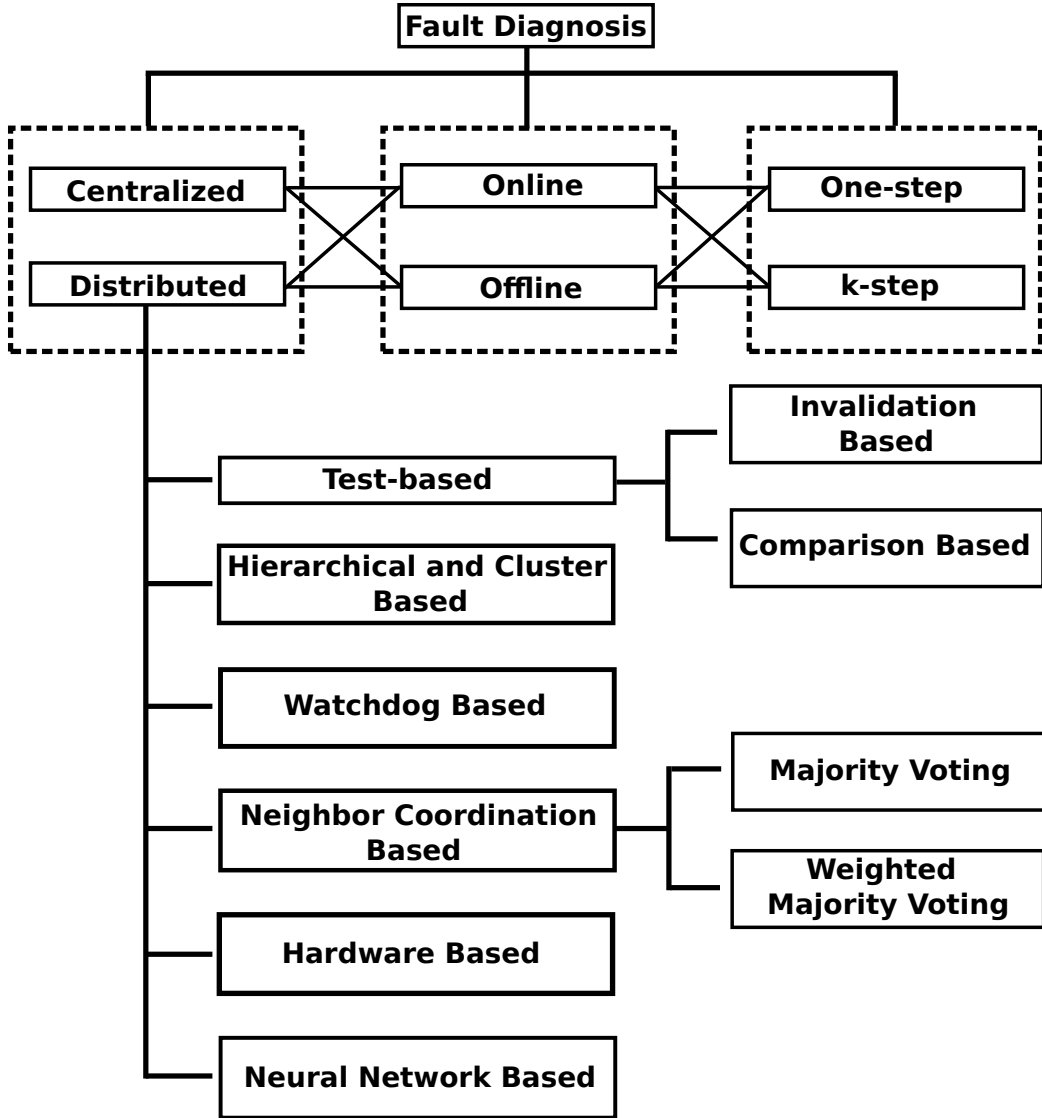 Fault Diagnosis
Centralized
Online
One-step
Distributed
Offline
k-step
Invalidation
Based
Test-based
Comparison Based
Hierarchical and Cluster
Based
Watchdog Based
Majority Voting
Neighbor Coordination
Based
Weighted
Majority Voting
Hardware Based
Neural Network Based